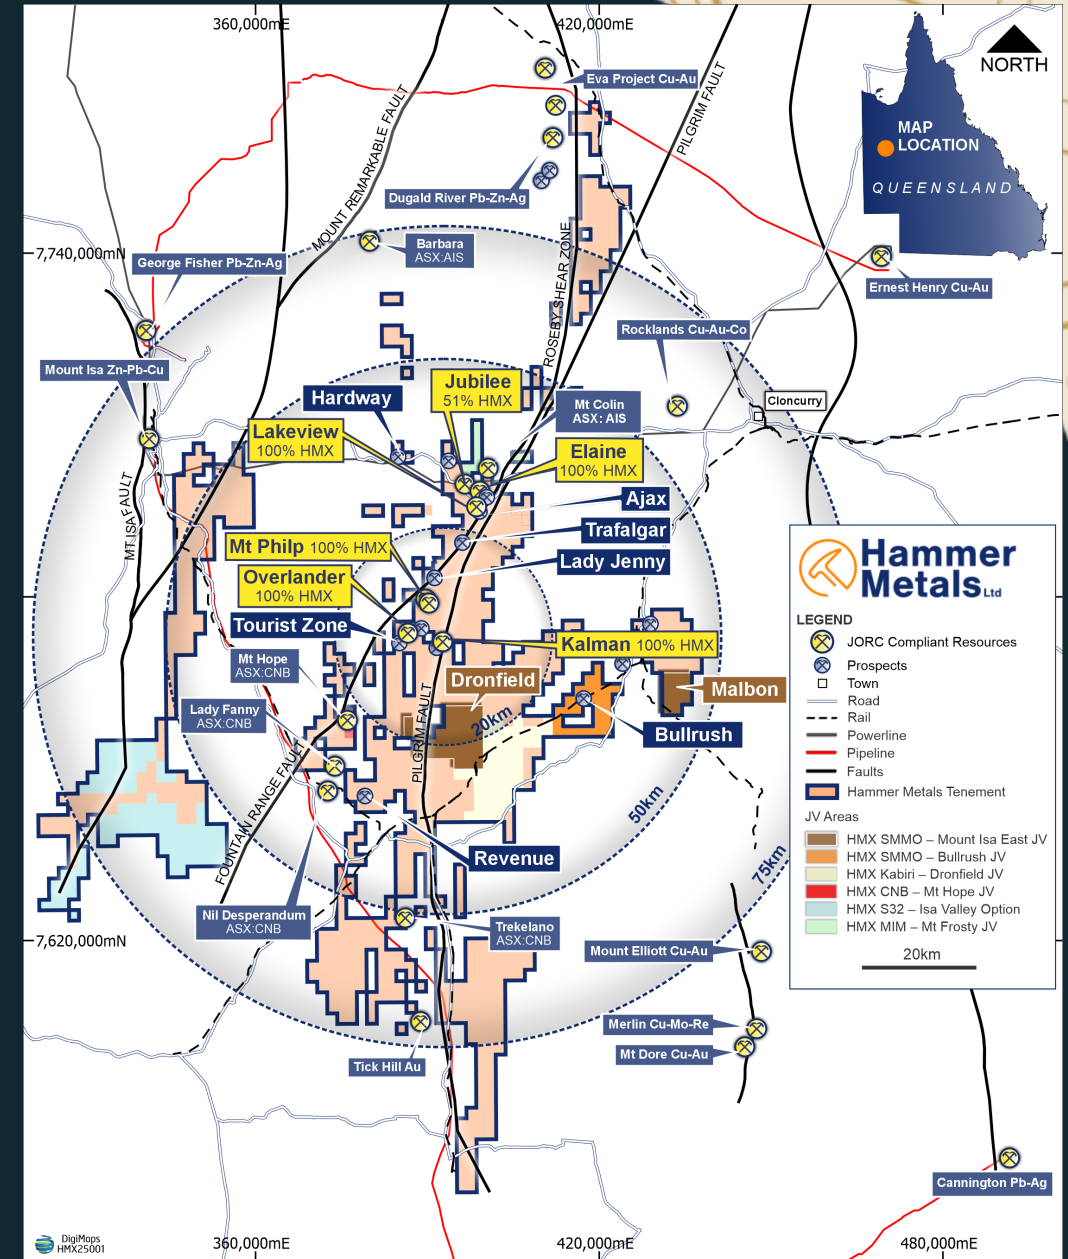 360,000mE
420,000mE
NORTH
Eva Project Cu-Au
PILGRIM FAULT
MOUNT REMARKABLE FAULT
MAP
LOCATION
QUEENSLAND
Dugald River Pb-Zn-Ag
7,740,000mN
Barbara
ASX:AIS
George Fisher Pb-Zn-Ag
ROSEBY SHEAR ZONE
Ernest Henry Cu-Au
Rocklands Cu-Au-Co
Mount Isa Zn-Pb-Cu
Jubilee
51% HMX
Hardway
Mt Colin
ASX: AIS
Cloncurry
Lakeview
100% HMX
Elaine
100% HMX
MT ISA FAULT
Ajax
Trafalgar
Mt Philp 100% HMX
Lady Jenny
Overlander
100% HMX
Tourist Zone
Kalman 100% HMX
Mt Hope
ASX:CNB
Dronfield
Malbon
Lady Fanny
ASX:CNB
20km
Bullrush
PILGRIM FAULT
FOUNTAIN RANGE FAULT
50km
75km
Revenue
Nil Desperandum
ASX:CNB
Trekelano
ASX:CNB
7,620,000mN
Mount Elliott Cu-Au
Merlin Cu-Mo-Re
Mt Dore Cu-Au
Tick Hill Au
Cannington Pb-Ag
Hammer
Metals Ltd
LEGEND
JORC Compliant Resources
Prospects
Town
Road
Rail
Powerline
Pipeline
Faults
Hammer Metals Tenement
JV Areas
HMX SMMO – Mount Isa East JV
HMX SMMO – Bullrush JV
HMX Kabiri – Dronfield JV
HMX CNB – Mt Hope JV
HMX S32 – Isa Valley Option
HMX MIM – Mt Frosty JV
20km
DigiMaps
HMX25001
360,000mE
420,000mE
480,000mE